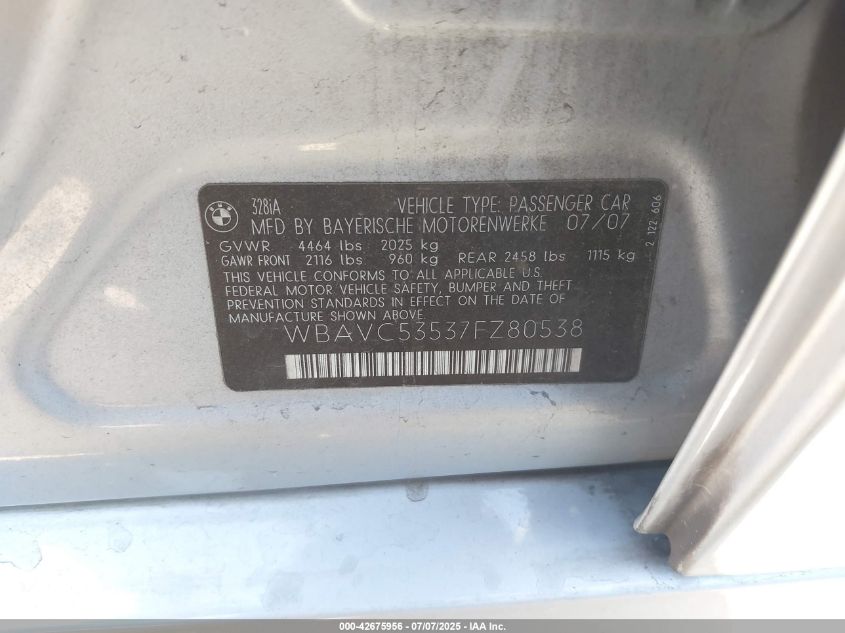 BMW
328iA VEHICLE TYPE: PASSENGER CAR
MFD BY BAYERISCHE MOTORENWERKE 07/07
GVWR 4464 lbs 2025 kg
GAWR FRONT 2116 lbs 960 kg REAR 2458 lbs 1115 kg
THIS VEHICLE CONFORMS TO ALL APPLICABLE U.S.
FEDERAL MOTOR VEHICLE SAFETY, BUMPER AND THEFT
PREVENTION STANDARDS IN EFFECT ON THE DATE OF
MANUFACTURE SHOWN ABOVE.
WBAVC53537FZ80538
2 122 606
000-42675956 - 07/07/2025 - IAA Inc.